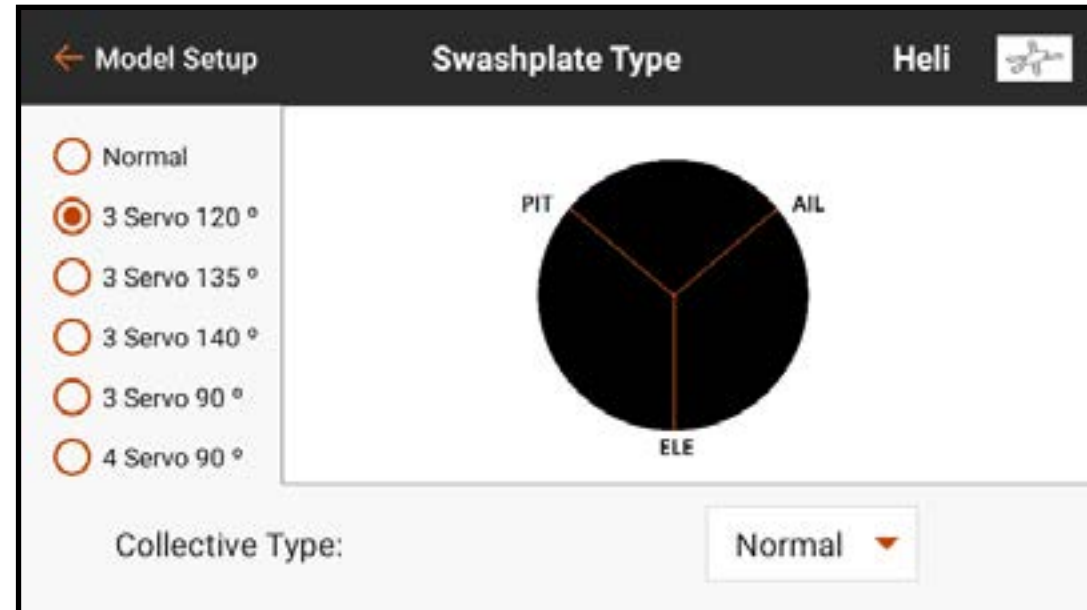 Model Setup
Swashplate Type
Heli
Normal
3 Servo 120 º
3 Servo 135 º
3 Servo 140 º
3 Servo 90 º
4 Servo 90 º
PIT
AIL
ELE
Collective Type:
Normal